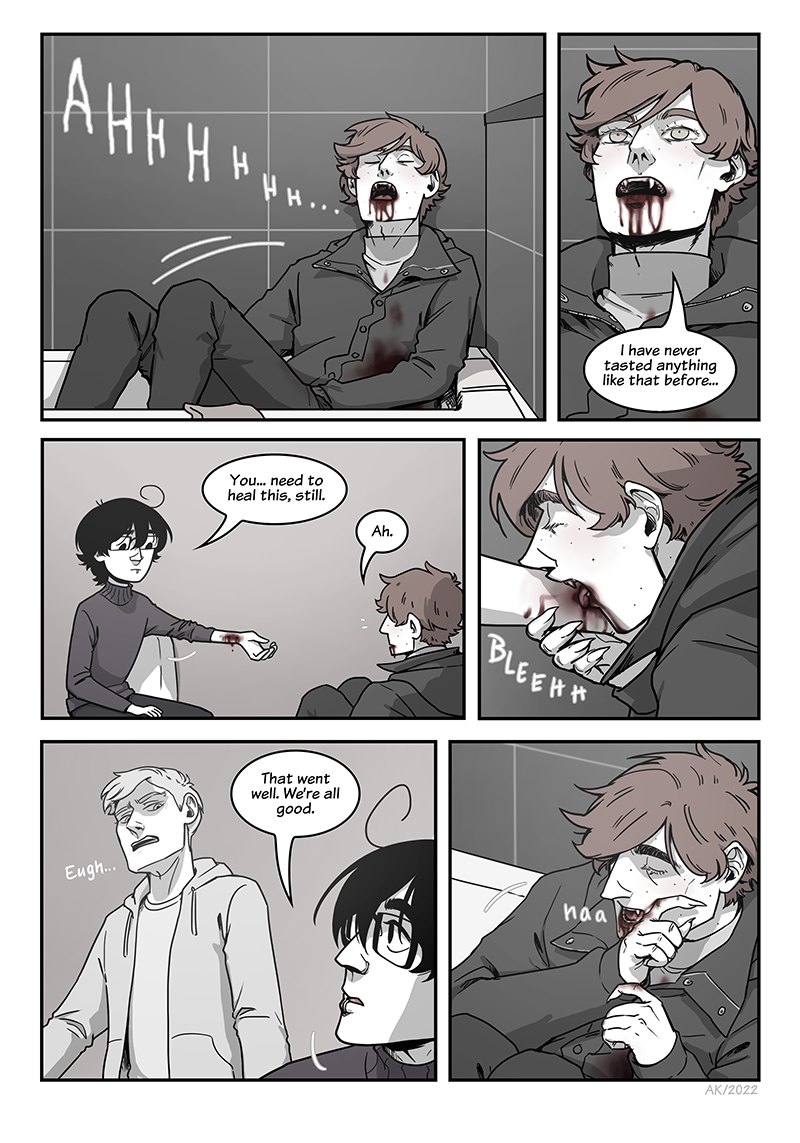 AHHHHHH...
I have never
tasted anything
like that before...
You... need to
heal this, still.
Ah.
BLEEHH
Eugh...
That went
well. We're all
good.
naa
AK/2022